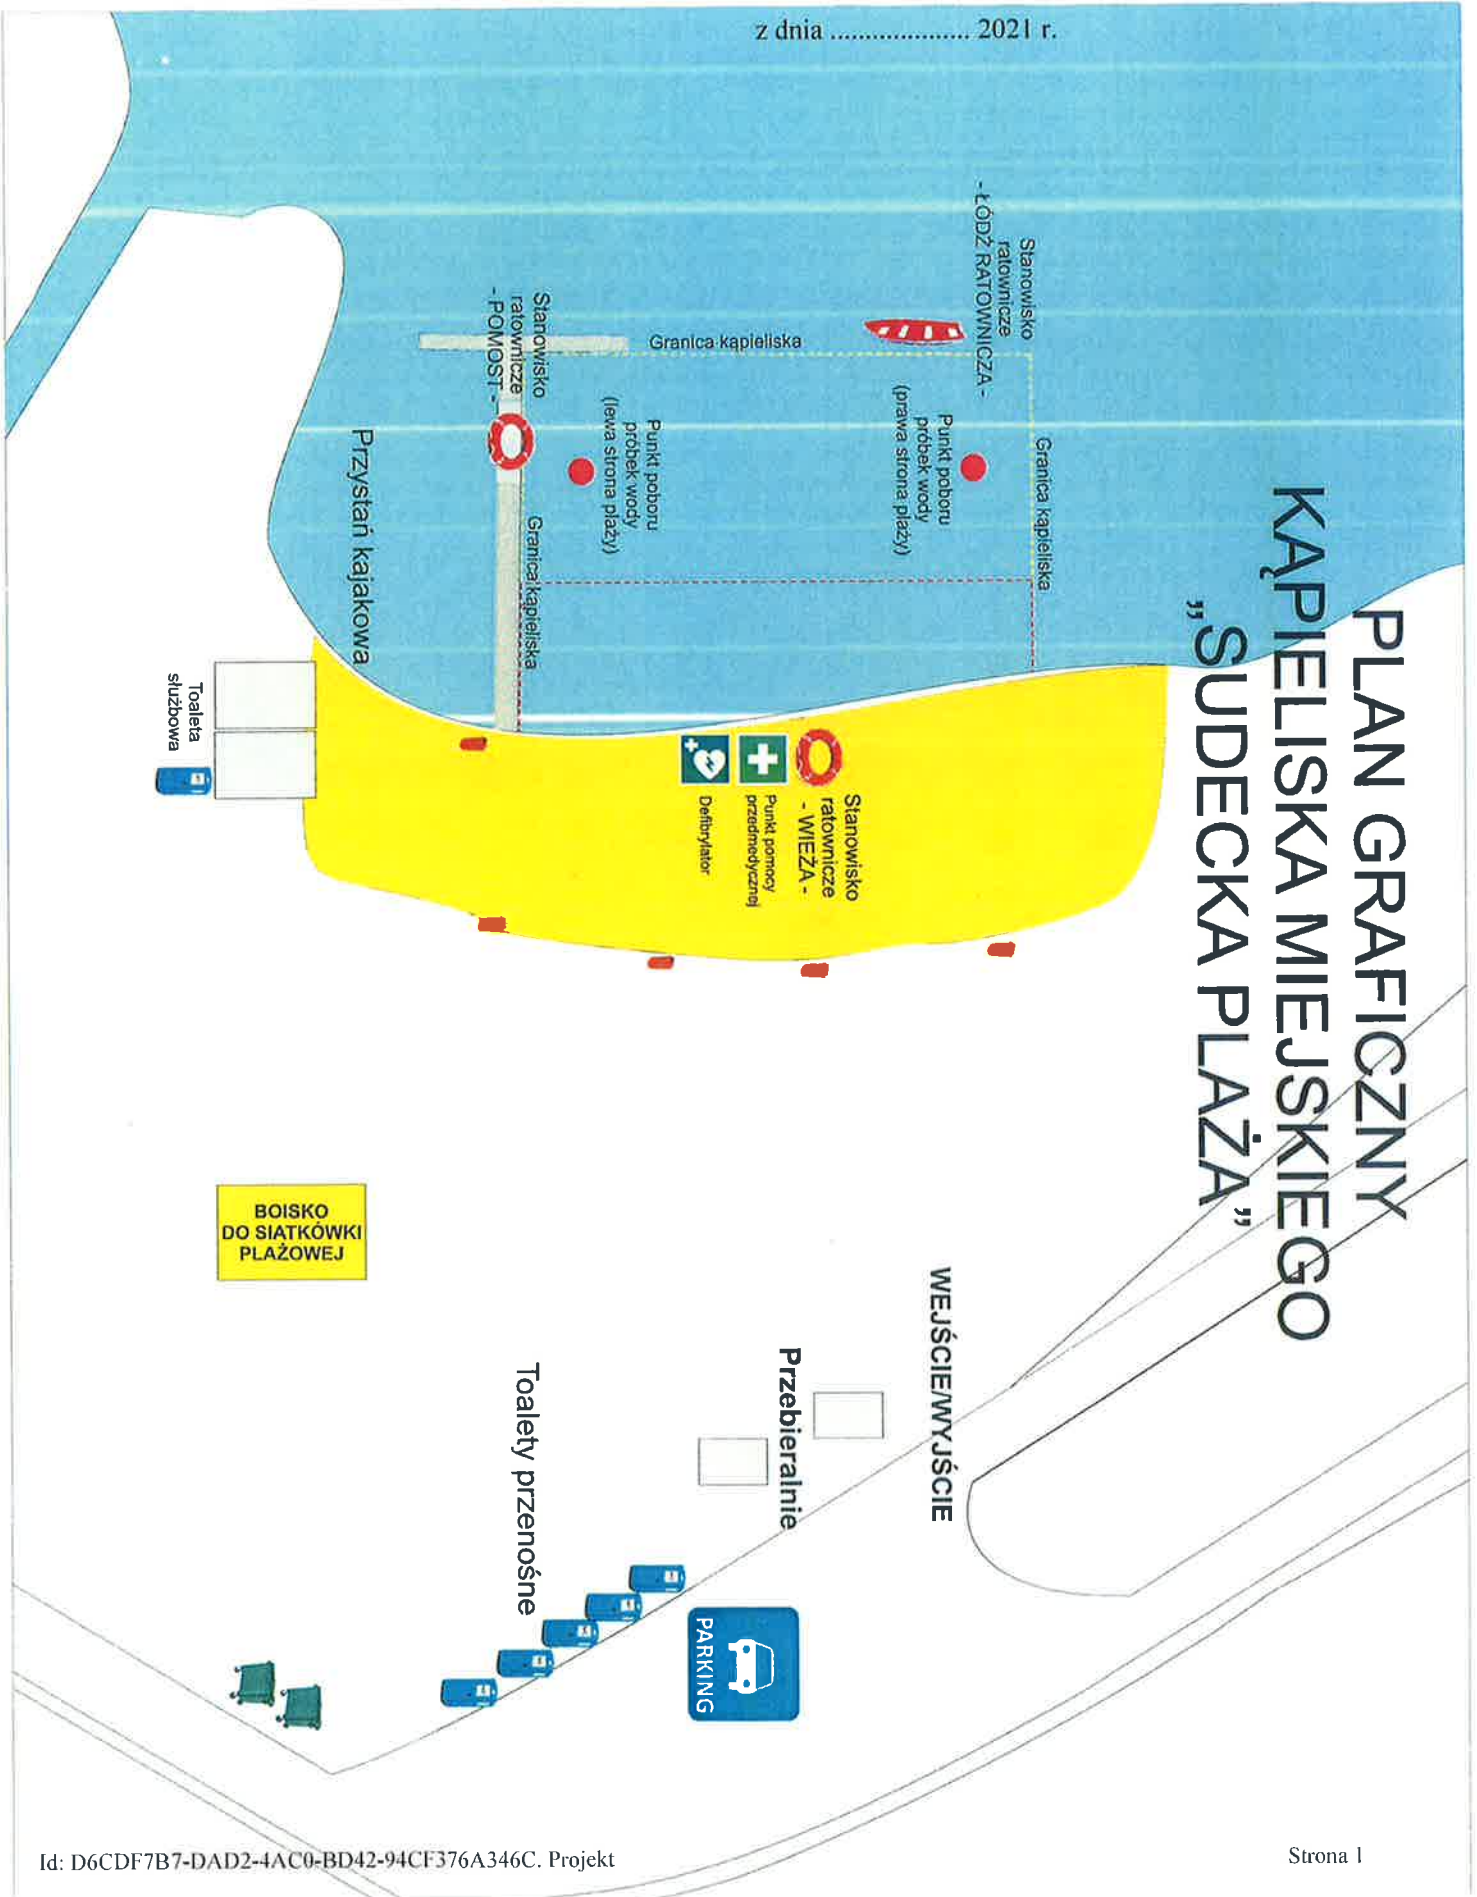 z dnia .................... 2021 r.
PLAN GRAFICZNY
KĄPIELISKA MIEJSKIEGO
„SUDECKA PLAŻA”
Stanowisko
ratownicze
- ŁÓDŹ RATOWNICZA -
Granica kąpieliska
Granica kąpieliska
Punkt poboru
próbek wody
(prawa strona plaży)
Punkt poboru
próbek wody
(lewa strona plaży)
Stanowisko
ratownicze
- POMOST -
Granica kąpieliska
Przystań kajakowa
Toaleta
służbowa
Stanowisko
ratownicze
- WIEŻA -
Punkt pomocy
przedmedycznej
Defibrylator
BOISKO
DO SIATKÓWKI
PLAŻOWEJ
WEJŚCIE/WYJŚCIE
Przebieralnie
Toalety przenośne
PARKING
Id: D6CDF7B7-DAD2-4AC0-BD42-94CF376A346C. Projekt
Strona 1